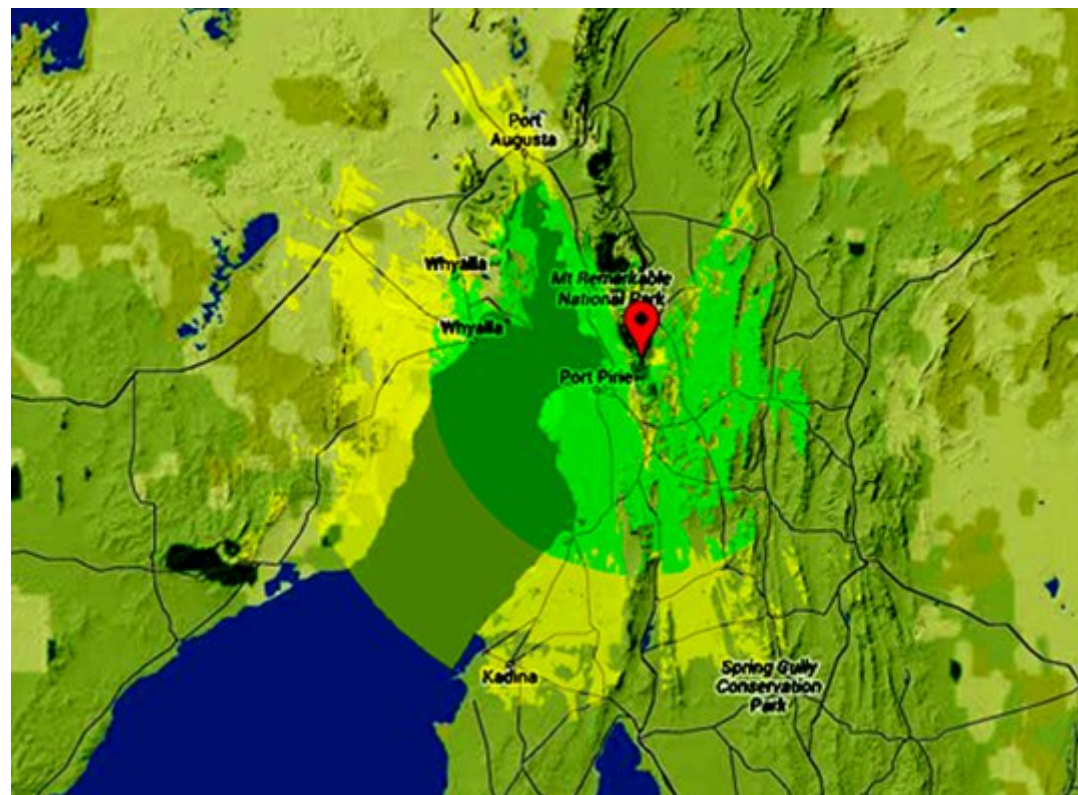 Port
Augusta
Whyalla
Mt Remarkable
National Park
Whyalla
Port Pirie
Kadina
Spring Gully
Conservation
Park